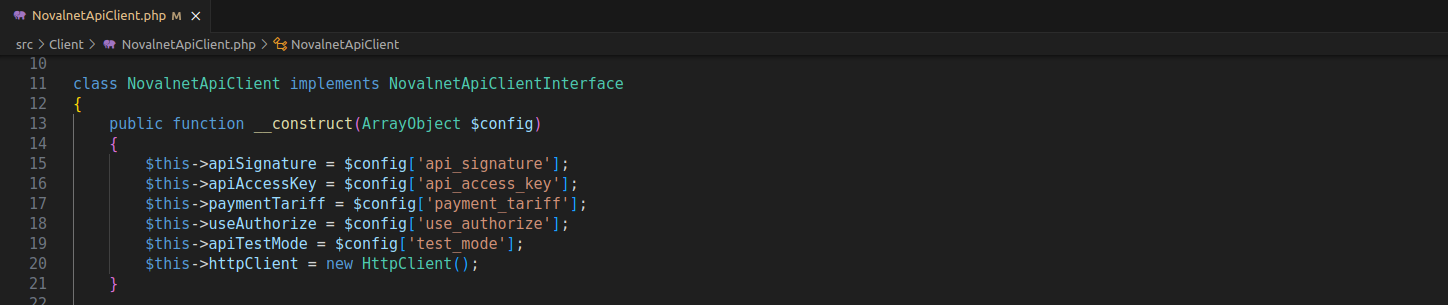 NovalnetApiClient.php M ×
src > Client > NovalnetApiClient.php > NovalnetApiClient
10
11 class NovalnetApiClient implements NovalnetApiClientInterface
12 {
13     public function __construct(ArrayObject $config)
14     {
15         $this->apiSignature = $config['api_signature'];
16         $this->apiAccessKey = $config['api_access_key'];
17         $this->paymentTariff = $config['payment_tariff'];
18         $this->useAuthorize = $config['use_authorize'];
19         $this->apiTestMode = $config['test_mode'];
20         $this->httpClient = new HttpClient();
21     }
22